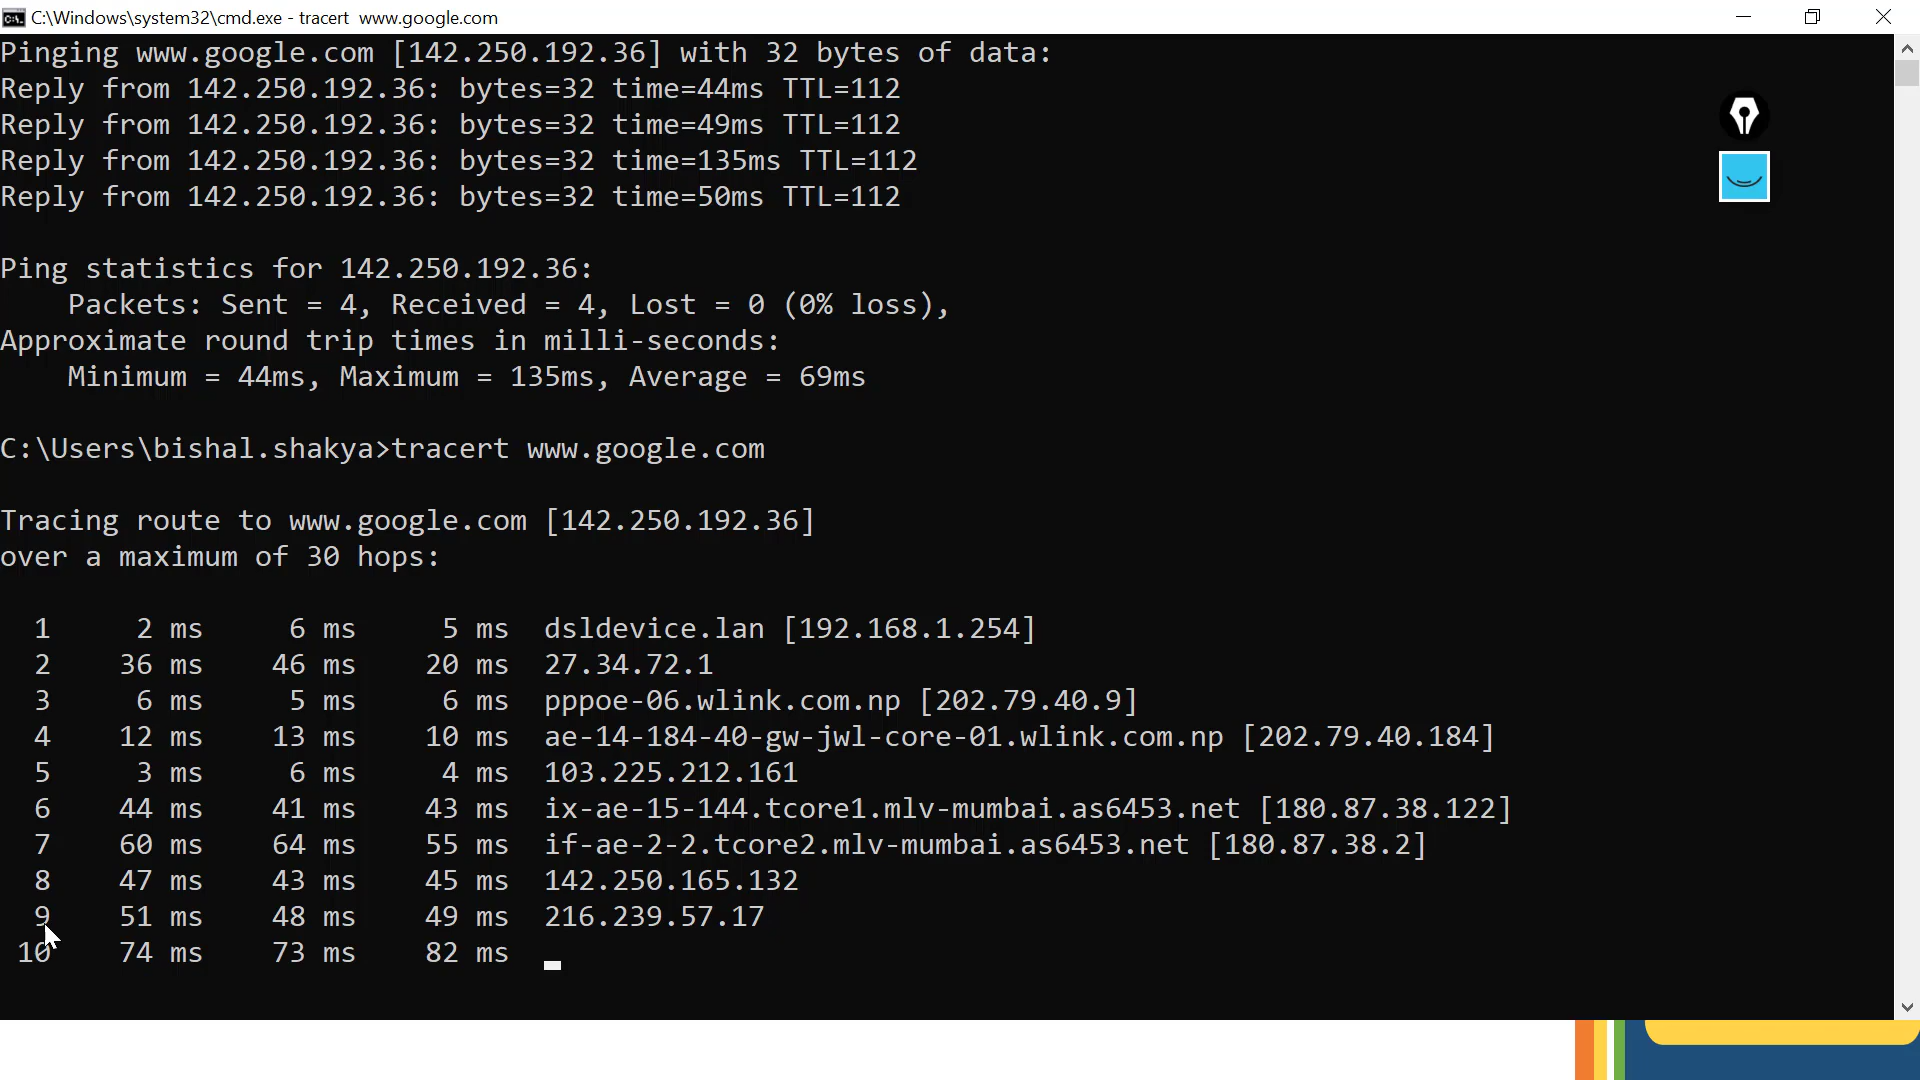 C:\Windows\system32\cmd.exe - tracert  www.google.com
Pinging www.google.com [142.250.192.36] with 32 bytes of data:
Reply from 142.250.192.36: bytes=32 time=44ms TTL=112
Reply from 142.250.192.36: bytes=32 time=49ms TTL=112
Reply from 142.250.192.36: bytes=32 time=135ms TTL=112
Reply from 142.250.192.36: bytes=32 time=50ms TTL=112
Ping statistics for 142.250.192.36:
    Packets: Sent = 4, Received = 4, Lost = 0 (0% loss),
Approximate round trip times in milli-seconds:
    Minimum = 44ms, Maximum = 135ms, Average = 69ms
C:\Users\bishal.shakya>tracert www.google.com
Tracing route to www.google.com [142.250.192.36]
over a maximum of 30 hops:
  1     2 ms     6 ms     5 ms  dsldevice.lan [192.168.1.254]
  2    36 ms    46 ms    20 ms  27.34.72.1
  3     6 ms     5 ms     6 ms  pppoe-06.wlink.com.np [202.79.40.9]
  4    12 ms    13 ms    10 ms  ae-14-184-40-gw-jwl-core-01.wlink.com.np [202.79.40.184]
  5     3 ms     6 ms     4 ms  103.225.212.161
  6    44 ms    41 ms    43 ms  ix-ae-15-144.tcore1.mlv-mumbai.as6453.net [180.87.38.122]
  7    60 ms    64 ms    55 ms  if-ae-2-2.tcore2.mlv-mumbai.as6453.net [180.87.38.2]
  8    47 ms    43 ms    45 ms  142.250.165.132
  9    51 ms    48 ms    49 ms  216.239.57.17
 10    74 ms    73 ms    82 ms